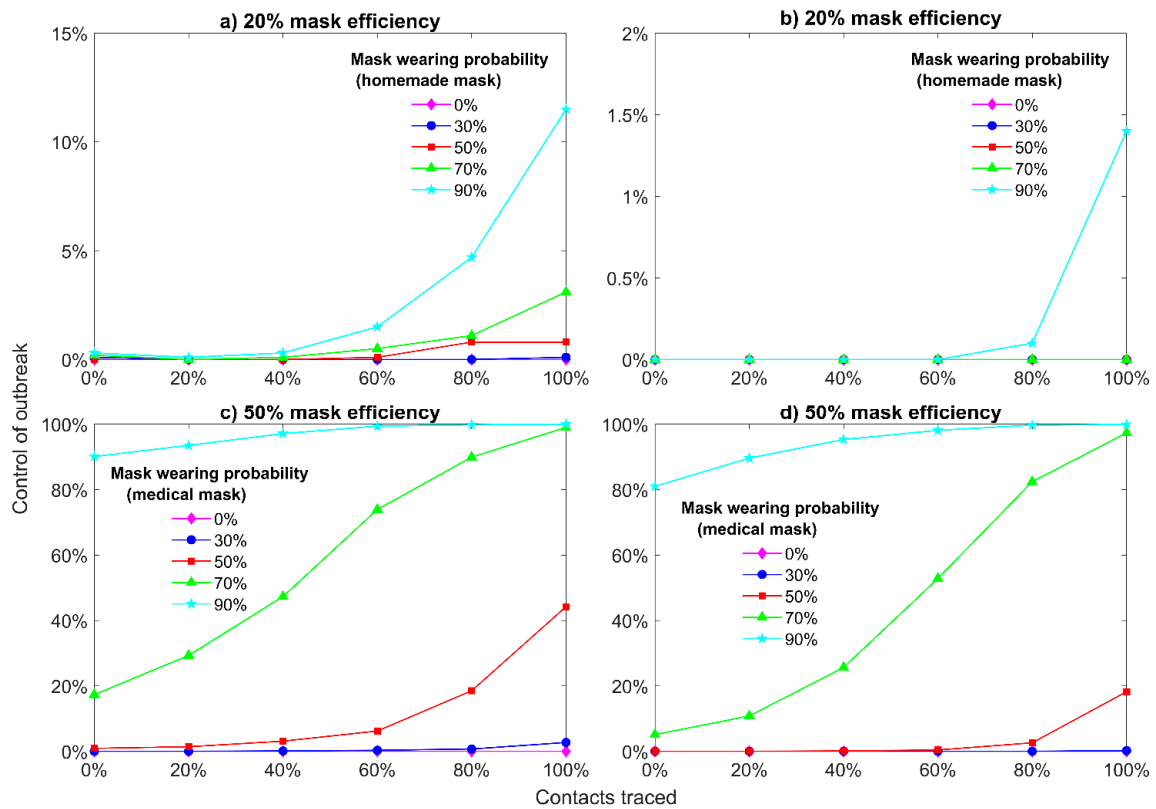 a) 20% mask efficiency
15%
10%
5%
0%
Mask wearing probability
(homemade mask)
0%
30%
50%
70%
90%
0% 20% 40% 60% 80% 100%
b) 20% mask efficiency
2%
1.5%
1%
0.5%
0%
Mask wearing probability
(homemade mask)
0%
30%
50%
70%
90%
0% 20% 40% 60% 80% 100%
Control of outbreak
c) 50% mask efficiency
100%
80%
60%
40%
20%
0%
Mask wearing probability
(medical mask)
0%
30%
50%
70%
90%
0% 20% 40% 60% 80% 100%
d) 50% mask efficiency
100%
80%
60%
40%
20%
0%
Mask wearing probability
(medical mask)
0%
30%
50%
70%
90%
0% 20% 40% 60% 80% 100%
Contacts traced